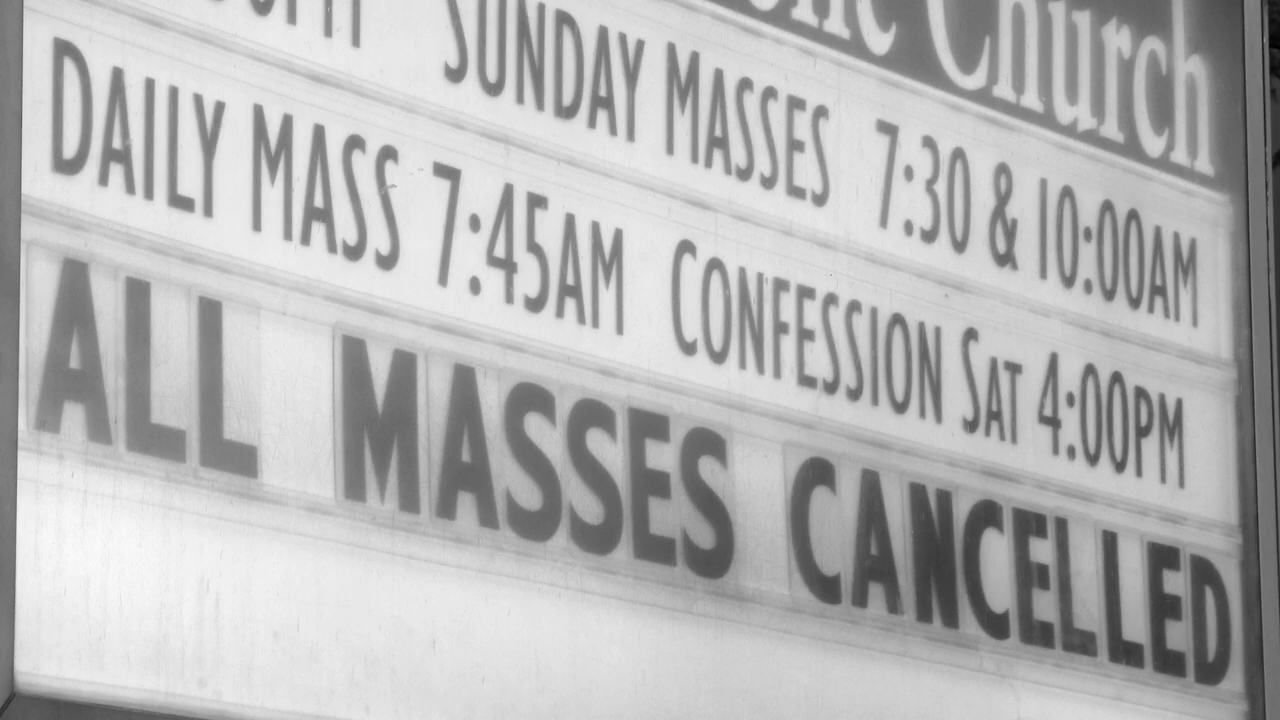 Church
SUNDAY MASSES 7:30 & 10:00AM
DAILY MASS 7:45AM CONFESSION SAT 4:00PM
ALL MASSES CANCELLED